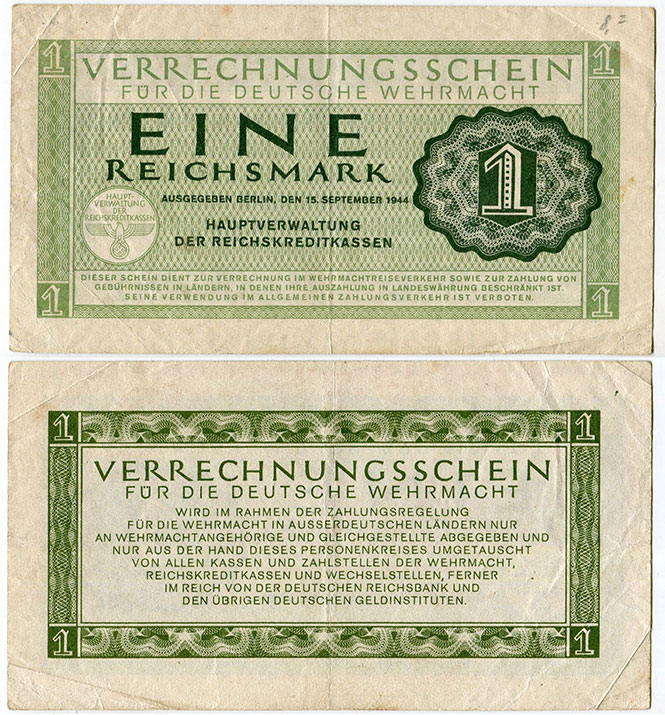 8,=
1 1
VERRECHNUNGSSCHEIN
FÜR DIE DEUTSCHE WEHRMACHT
EINE
REICHSMARK
1
AUSGEGEBEN BERLIN, DEN 15. SEPTEMBER 1944
HAUPTVERWALTUNG
DER REICHSKREDITKASSEN
HAUPT-
VERWALTUNG
DER
REICHSKREDITKASSEN
DIESER SCHEIN DIENT ZUR VERRECHNUNG IM WEHRMACHTREISEVERKEHR SOWIE ZUR ZAHLUNG VON
GEBÜHRNISSEN IN LÄNDERN, IN DENEN IHRE AUSZAHLUNG IN LANDESWÄHRUNG BESCHRÄNKT IST.
SEINE VERWENDUNG IM ALLGEMEINEN ZAHLUNGSVERKEHR IST VERBOTEN.
1 1
1 1
VERRECHNUNGSSCHEIN
FÜR DIE DEUTSCHE WEHRMACHT
WIRD IM RAHMEN DER ZAHLUNGSREGELUNG
FÜR DIE WEHRMACHT IN AUSSERDEUTSCHEN LÄNDERN NUR
AN WEHRMACHTANGEHÖRIGE UND GLEICHGESTELLTE ABGEGEBEN UND
NUR AUS DER HAND DIESES PERSONENKREISES UMGETAUSCHT
VON ALLEN KASSEN UND ZAHLSTELLEN DER WEHRMACHT,
REICHSKREDITKASSEN UND WECHSELSTELLEN, FERNER
IM REICH VON DER DEUTSCHEN REICHSBANK UND
DEN ÜBRIGEN DEUTSCHEN GELDINSTITUTEN.
1 1